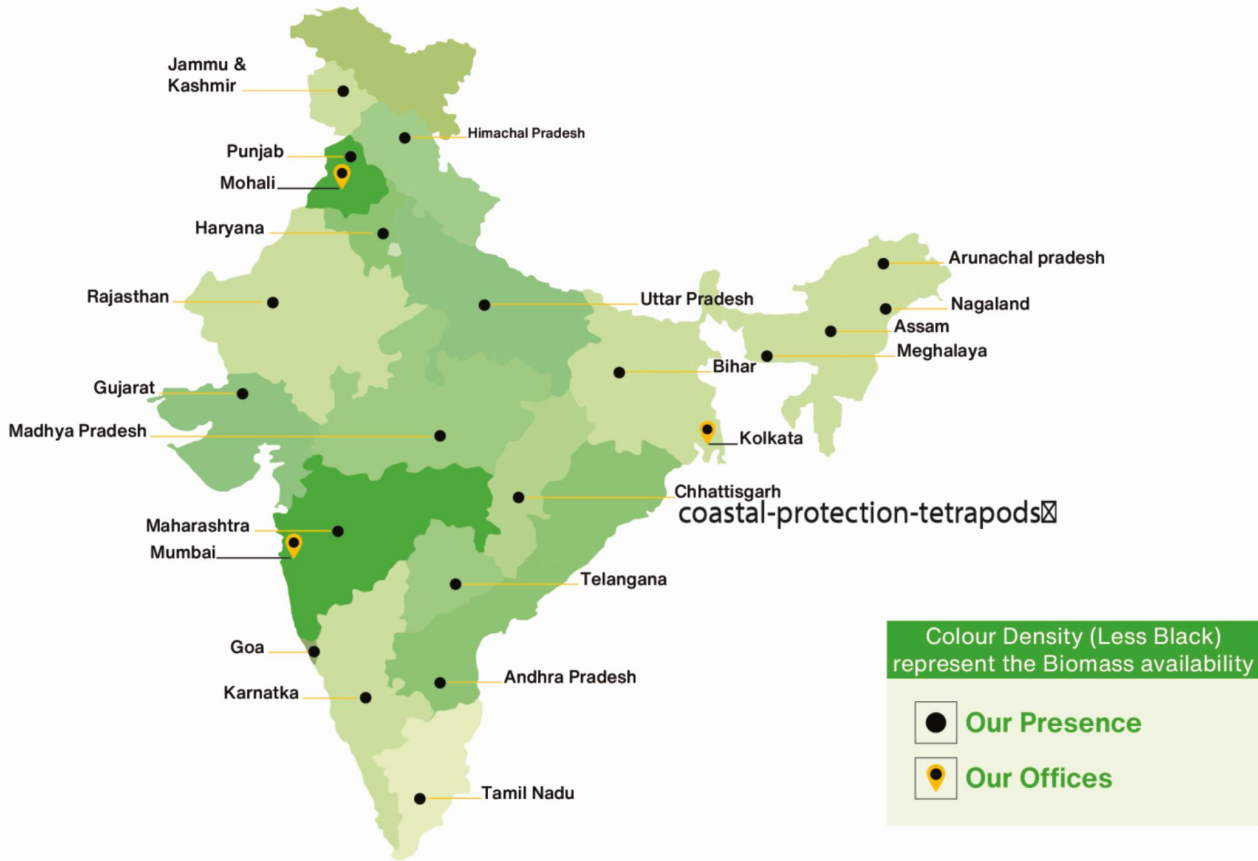 Jammu &
Kashmir
Himachal Pradesh
Punjab
Mohali
Haryana
Arunachal pradesh
Rajasthan
Uttar Pradesh
Nagaland
Assam
Meghalaya
Bihar
Gujarat
Madhya Pradesh
Kolkata
Chhattisgarh
coastal-protection-tetrapods
Maharashtra
Mumbai
Telangana
Goa
Andhra Pradesh
Karnatka
Tamil Nadu
Colour Density (Less Black)
represent the Biomass availability
Our Presence
Our Offices